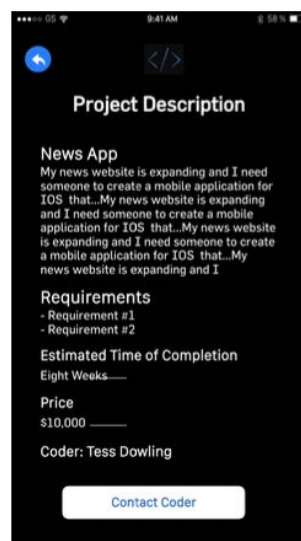 GS 9:41 AM 58%
</>
Project Description
News App
My news website is expanding and I need
someone to create a mobile application for
IOS that...My news website is expanding
and I need someone to create a mobile
application for IOS that...My news website
is expanding and I need someone to create
a mobile application for IOS that...My
news website is expanding and I
Requirements
- Requirement #1
- Requirement #2
Estimated Time of Completion
Eight Weeks
Price
$10,000
Coder: Tess Dowling
Contact Coder